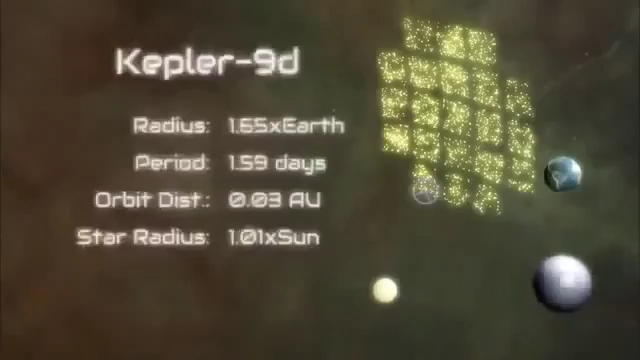 Kepler-9d
Radius: 1.65xEarth
Period: 1.59 days
Orbit Dist.: 0.03 AU
Star Radius: 1.01xSun